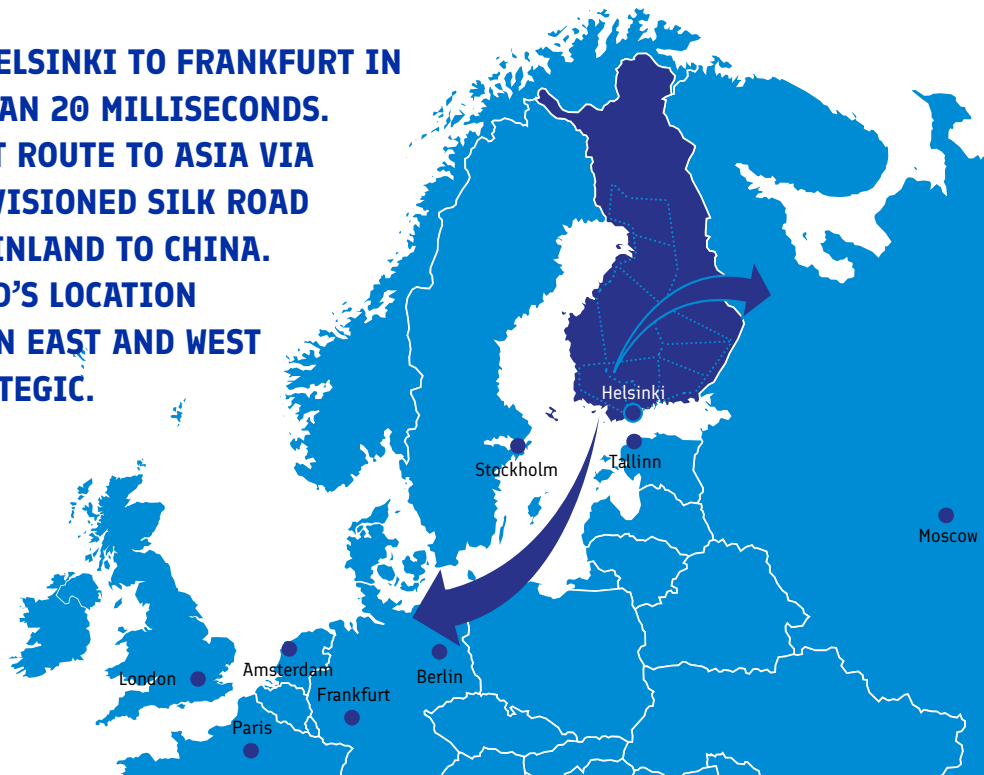 ELSINKI TO FRANKFURT IN
AN 20 MILLISECONDS.
T ROUTE TO ASIA VIA
VISIONED SILK ROAD
INLAND TO CHINA.
D'S LOCATION
N EAST AND WEST
TEGIC.
Helsinki
Stockholm
Tallinn
Moscow
London
Amsterdam
Berlin
Frankfurt
Paris